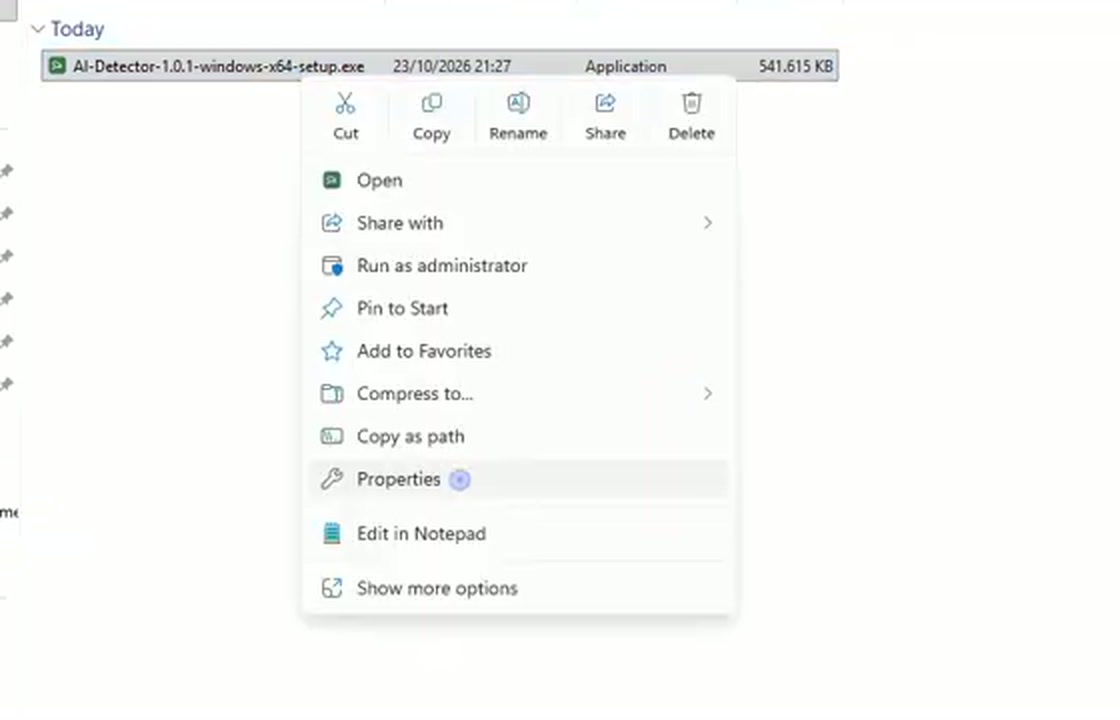 Today
AI-Detector-1.0.1-windows-x64-setup.exe 23/10/2026 21:27 Application 541.615 KB
Cut Copy Rename Share Delete
Open
Share with
Run as administrator
Pin to Start
Add to Favorites
Compress to...
Copy as path
Properties
Edit in Notepad
Show more options